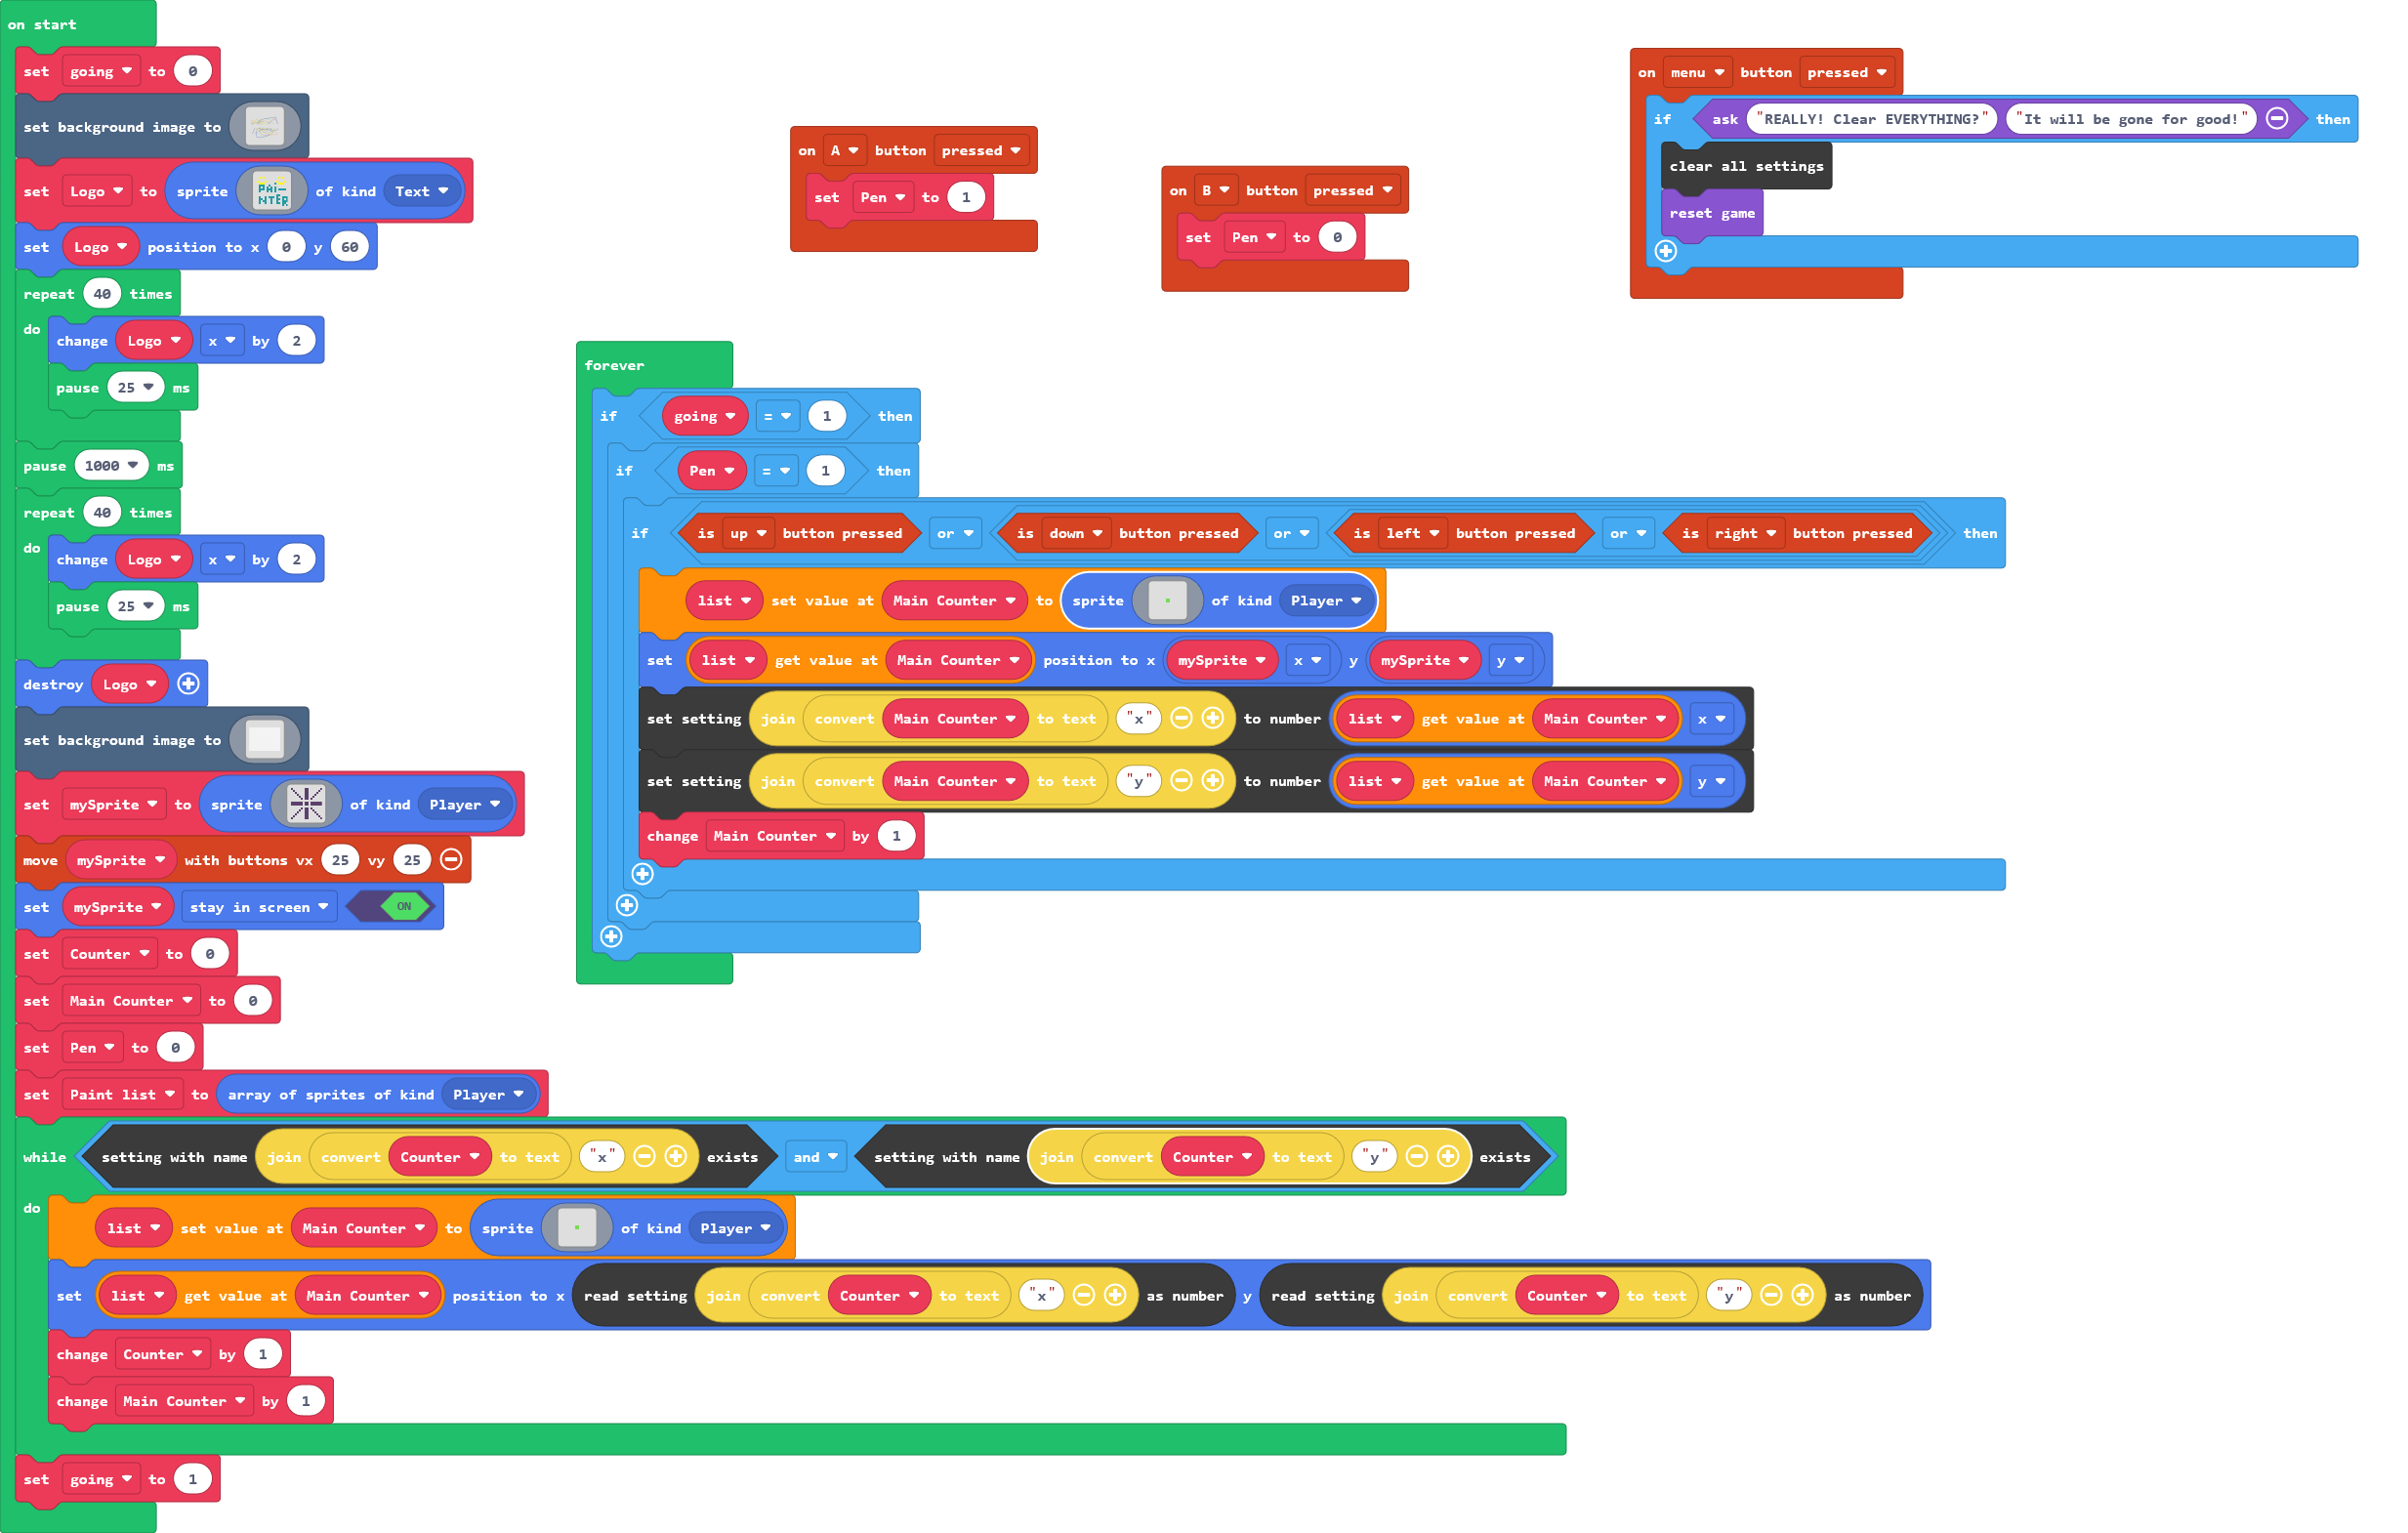 on start
set going to 0
set background image to
set Logo to sprite PAi-NTER of kind Text
set Logo position to x 0 y 60
repeat 40 times
do
change Logo x by 2
pause 25 ms
pause 1000 ms
repeat 40 times
do
change Logo x by 2
pause 25 ms
destroy Logo
set background image to
set mySprite to sprite of kind Player
move mySprite with buttons vx 25 vy 25
set mySprite stay in screen ON
set Counter to 0
set Main Counter to 0
set Pen to 0
set Paint list to array of sprites of kind Player
while setting with name join convert Counter to text "x" exists and setting with name join convert Counter to text "y" exists
do
list set value at Main Counter to sprite of kind Player
set list get value at Main Counter position to x read setting join convert Counter to text "x" as number y read setting join convert Counter to text "y" as number
change Counter by 1
change Main Counter by 1
set going to 1
on A button pressed
set Pen to 1
on B button pressed
set Pen to 0
on menu button pressed
if ask "REALLY! Clear EVERYTHING?" "It will be gone for good!" then
clear all settings
reset game
forever
if going = 1 then
if Pen = 1 then
if is up button pressed or is down button pressed or is left button pressed or is right button pressed then
list set value at Main Counter to sprite of kind Player
set list get value at Main Counter position to x mySprite x y mySprite y
set setting join convert Main Counter to text "x" to number list get value at Main Counter x
set setting join convert Main Counter to text "y" to number list get value at Main Counter y
change Main Counter by 1